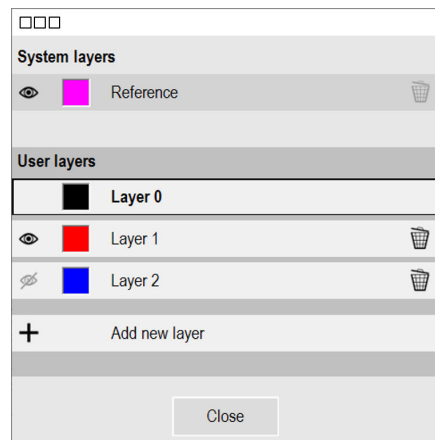 System layers
Reference
User layers
Layer 0
Layer 1
Layer 2
Add new layer
Close